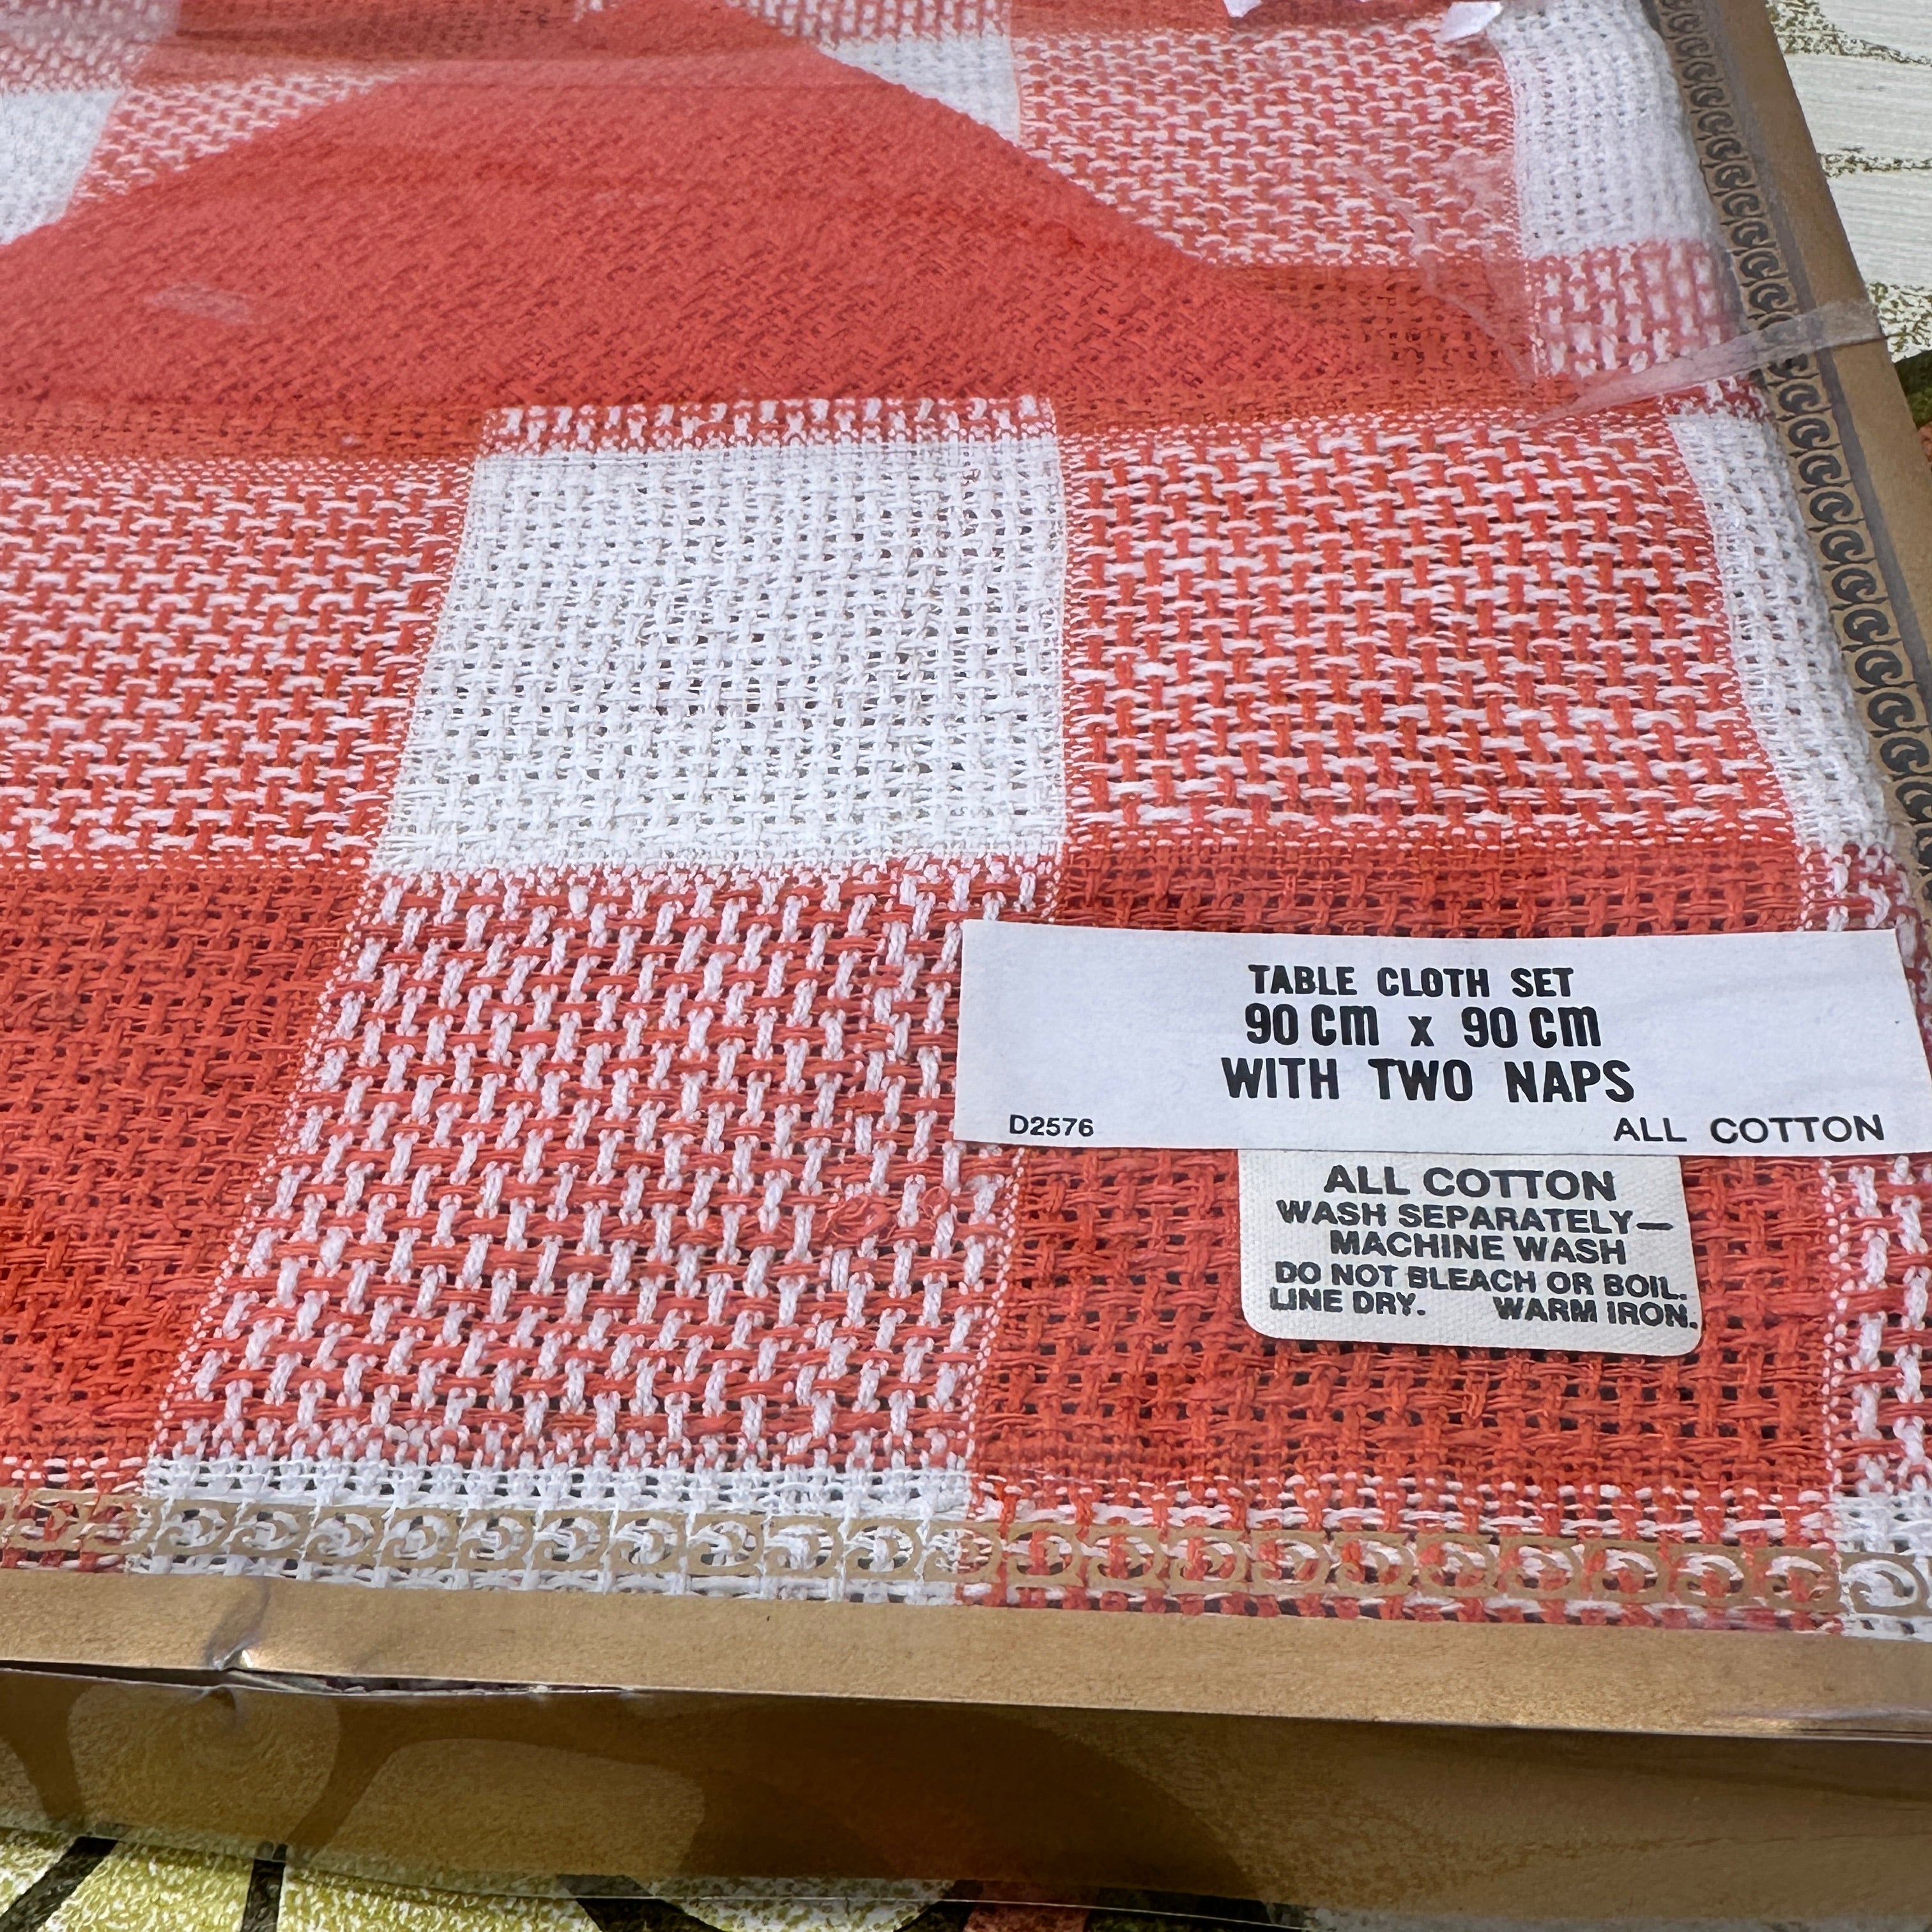 TABLE CLOTH SET
90 Cm x 90 Cm
WITH TWO NAPS
D2576 ALL COTTON
ALL COTTON
WASH SEPARATELY—
MACHINE WASH
DO NOT BLEACH OR BOIL.
LINE DRY. WARM IRON.